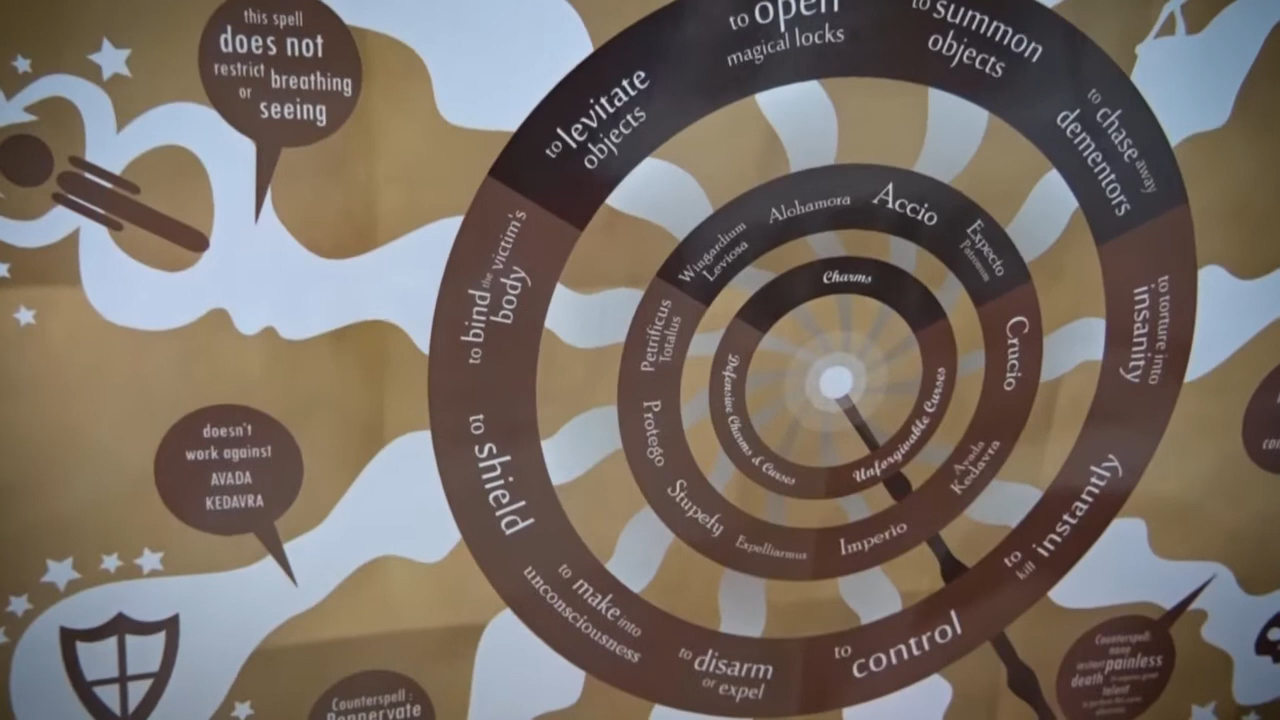 this spell
does not
restrict breathing
or seeing
to levitate
objects
to open
magical locks
to summon
objects
to chase away
dementors
to bind the victim's
body
to torture into
insanity
Wingardium
Leviosa
Alohamora
Accio
Expecto
Patronum
Charms
Petrificus
Totalus
Crucio
Defensive Charms & Curses
Unforgivable Curses
Protego
Avada
Kedavra
Stupefy
Expelliarmus
Imperio
to shield
to kill instantly
to make into
unconsciousness
to disarm
or expel
to control
doesn't
work against
AVADA
KEDAVRA
Counterspell :
Counterspell:
none
instant painless
death
talent